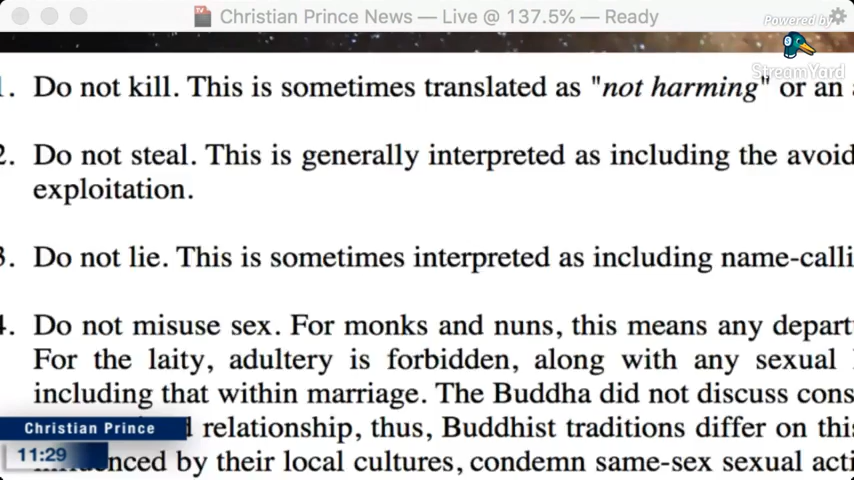 Christian Prince News — Live @ 137.5% — Ready
Powered by
StreamYard
1. Do not kill. This is sometimes translated as "not harming" or an
2. Do not steal. This is generally interpreted as including the avoid
exploitation.
3. Do not lie. This is sometimes interpreted as including name-calli
4. Do not misuse sex. For monks and nuns, this means any depart
For the laity, adultery is forbidden, along with any sexual
including that within marriage. The Buddha did not discuss cons
relationship, thus, Buddhist traditions differ on this
by their local cultures, condemn same-sex sexual acti
Christian Prince
11:29